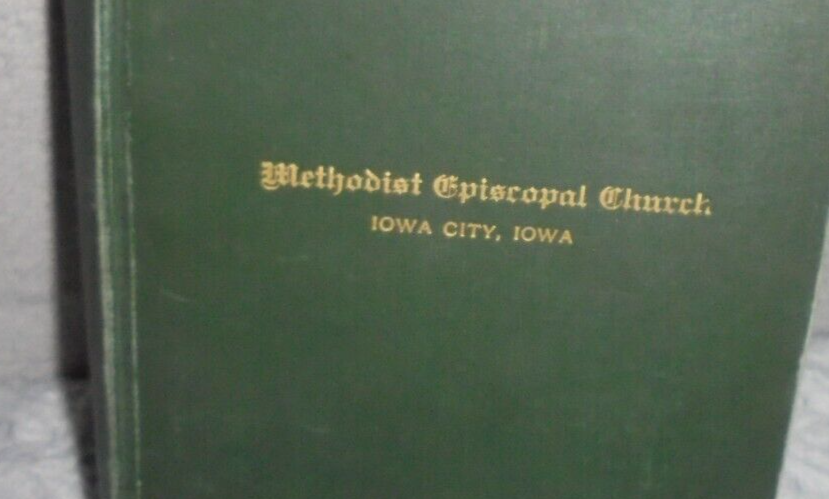 Methodist Episcopal Church
IOWA CITY, IOWA